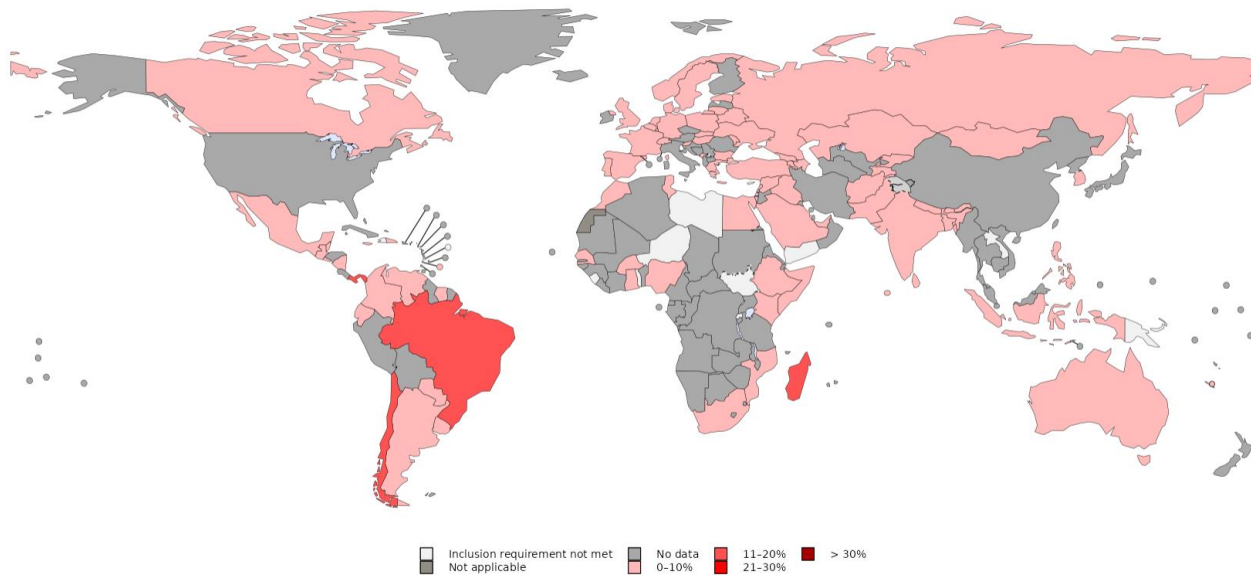 Inclusion requirement not met
Not applicable
No data
0–10%
11–20%
21–30%
> 30%